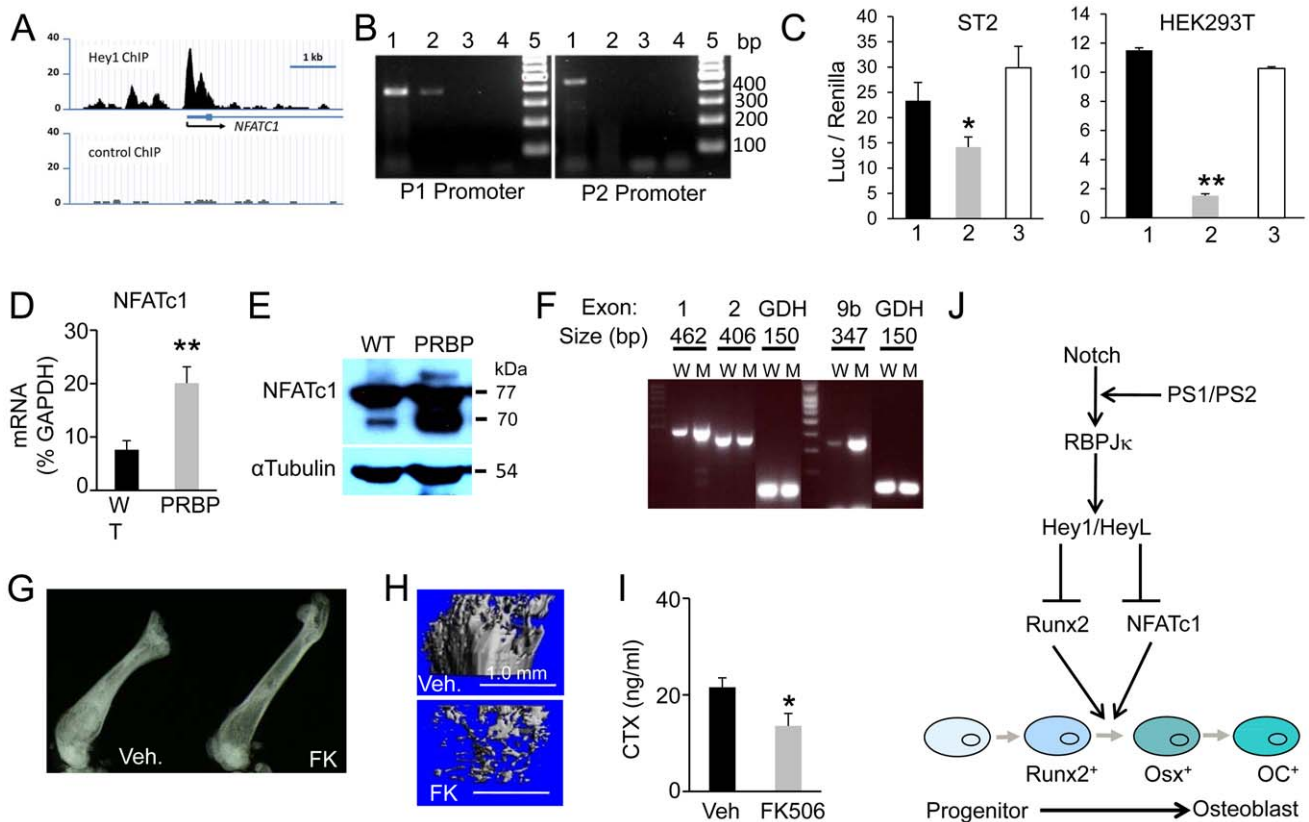 A
Hey1 ChIP
1 kb
40
20
0
NFATC1
control ChIP
40
20
0
B
1 2 3 4 5 1 2 3 4 5 bp
400
300
200
100
P1 Promoter P2 Promoter
C
ST2 HEK293T
Luc / Renilla
40
35
30
25
20
15
10
5
0
*
1 2 3
14
12
10
8
6
4
2
0
**
1 2 3
D
NFATc1
mRNA
(% GAPDH)
30
20
10
0
**
W PRBP
T
E
WT PRBP
kDa
NFATc1
77
70
αTubulin
54
F
Exon: 1 2 GDH 9b GDH
Size (bp) 462 406 150 347 150
W M W M W M W M W M
G
Veh. FK
H
1.0 mm
Veh.
FK
I
CTX (ng/ml)
40
20
0
*
Veh FK506
J
Notch
PS1/PS2
RBPJκ
Hey1/HeyL
Runx2 NFATc1
Runx2⁺ Osx⁺ OC⁺
Progenitor Osteoblast